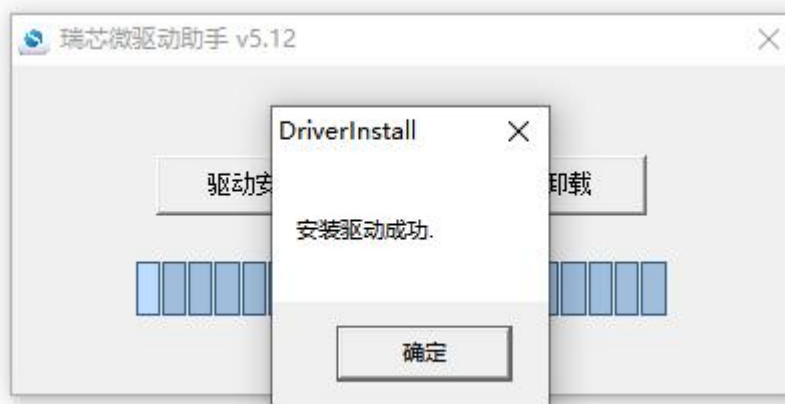 瑞芯微驱动助手 v5.12
DriverInstall
驱动安
卸载
安装驱动成功.
确定